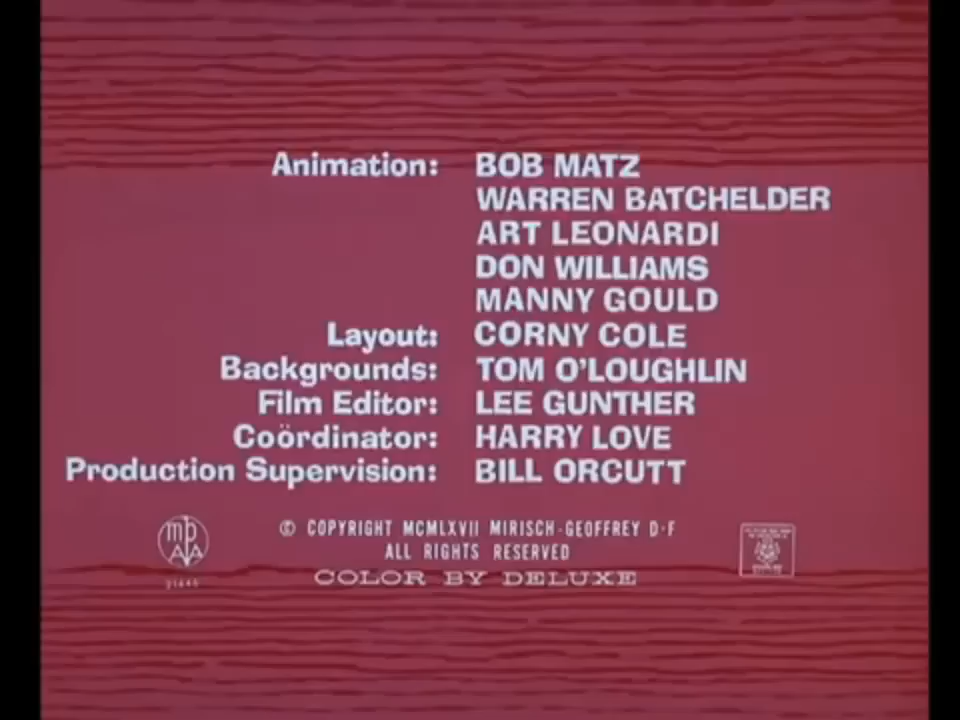 Animation: BOB MATZ
WARREN BATCHELDER
ART LEONARDI
DON WILLIAMS
MANNY GOULD
Layout: CORNY COLE
Backgrounds: TOM O'LOUGHLIN
Film Editor: LEE GUNTHER
Coördinator: HARRY LOVE
Production Supervision: BILL ORCUTT
© COPYRIGHT MCMLXVII MIRISCH-GEOFFREY D-F
ALL RIGHTS RESERVED
COLOR BY DELUXE